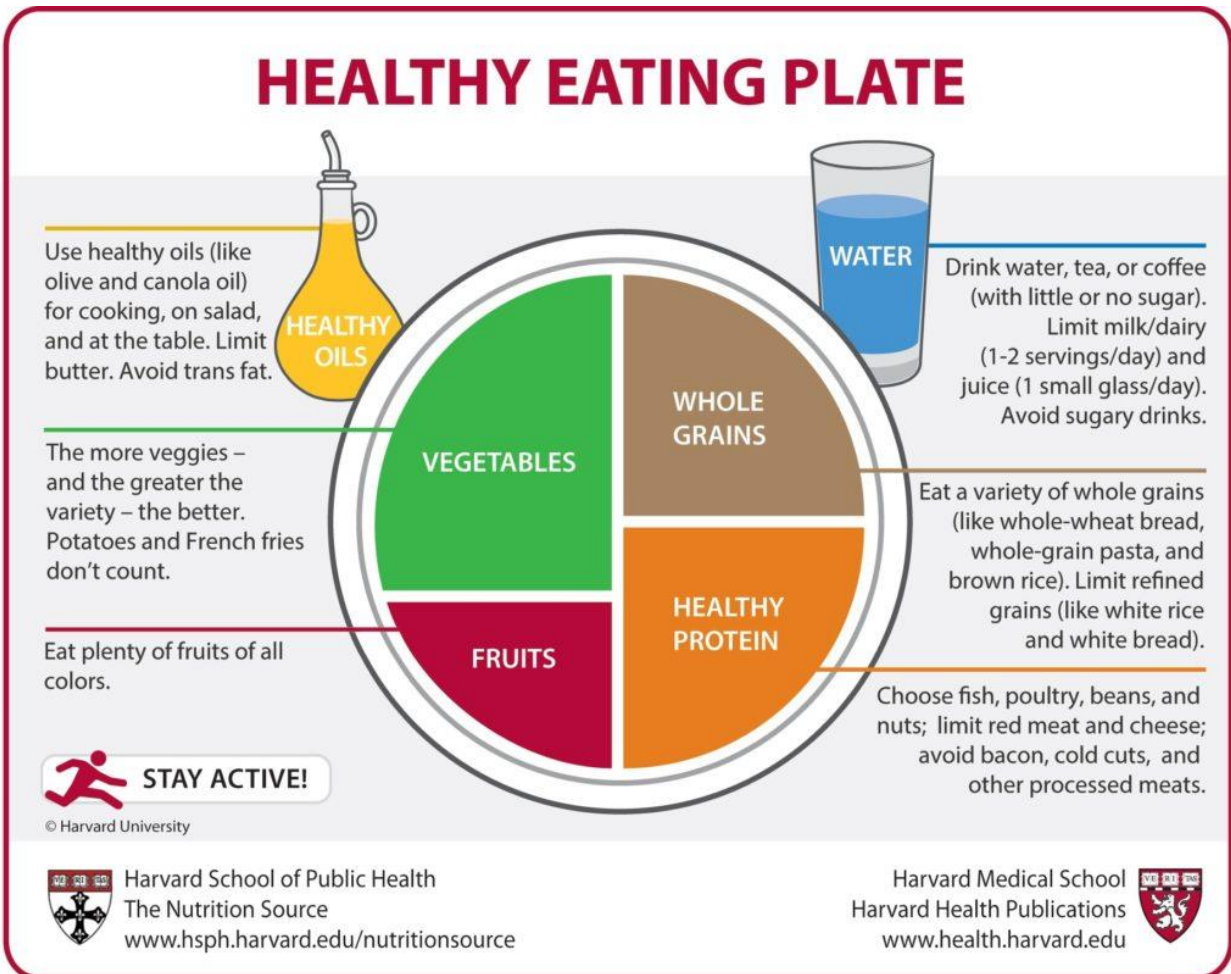 HEALTHY EATING PLATE
Use healthy oils (like
olive and canola oil)
for cooking, on salad,
and at the table. Limit
butter. Avoid trans fat.
HEALTHY
OILS
The more veggies –
and the greater the
variety – the better.
Potatoes and French fries
don’t count.
Eat plenty of fruits of all
colors.
VEGETABLES
FRUITS
WHOLE
GRAINS
HEALTHY
PROTEIN
WATER
Drink water, tea, or coffee
(with little or no sugar).
Limit milk/dairy
(1-2 servings/day) and
juice (1 small glass/day).
Avoid sugary drinks.
Eat a variety of whole grains
(like whole-wheat bread,
whole-grain pasta, and
brown rice). Limit refined
grains (like white rice
and white bread).
Choose fish, poultry, beans, and
nuts; limit red meat and cheese;
avoid bacon, cold cuts, and
other processed meats.
STAY ACTIVE!
© Harvard University
VE RI TAS
Harvard School of Public Health
The Nutrition Source
www.hsph.harvard.edu/nutritionsource
Harvard Medical School
Harvard Health Publications
www.health.harvard.edu
VE RI TAS